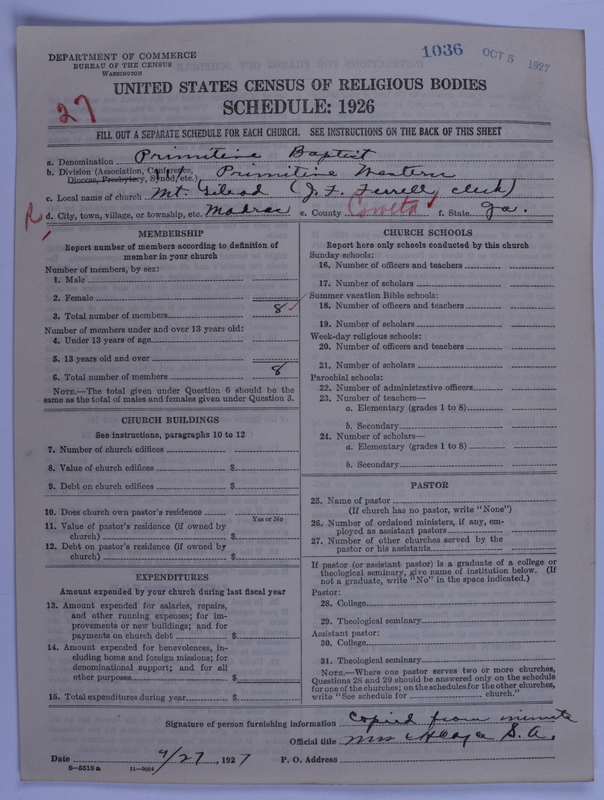 DEPARTMENT OF COMMERCE
BUREAU OF THE CENSUS
WASHINGTON
1036 OCT 5 1927
27
UNITED STATES CENSUS OF RELIGIOUS BODIES
SCHEDULE: 1926
FILL OUT A SEPARATE SCHEDULE FOR EACH CHURCH. SEE INSTRUCTIONS ON THE BACK OF THIS SHEET
a. Denomination Primitive Baptist
b. Division (Association, Conference, Diocese, Presbytery, Synod, etc.) Primitive Western
c. Local name of church Mt. Gilead (J. F. Ferrell clerk)
R, d. City, town, village, or township, etc. Madras e. County Coweta f. State Ga.
MEMBERSHIP
Report number of members according to definition of member in your church
Number of members, by sex:
1. Male
2. Female
3. Total number of members 8
Number of members under and over 13 years old:
4. Under 13 years of age
5. 13 years old and over
6. Total number of members 8
NOTE.—The total given under Question 6 should be the same as the total of males and females given under Question 3.
CHURCH BUILDINGS
See instructions, paragraphs 10 to 12
7. Number of church edifices
8. Value of church edifices $
9. Debt on church edifices $
10. Does church own pastor's residence
Yes or No
11. Value of pastor's residence (if owned by church) $
12. Debt on pastor's residence (if owned by church) $
EXPENDITURES
Amount expended by your church during last fiscal year
13. Amount expended for salaries, repairs, and other running expenses; for improvements or new buildings; and for payments on church debt $
14. Amount expended for benevolences, including home and foreign missions; for denominational support; and for all other purposes $
15. Total expenditures during year $
CHURCH SCHOOLS
Report here only schools conducted by this church
Sunday schools:
16. Number of officers and teachers
17. Number of scholars
Summer vacation Bible schools:
18. Number of officers and teachers
19. Number of scholars
Week-day religious schools:
20. Number of officers and teachers
21. Number of scholars
Parochial schools:
22. Number of administrative officers
23. Number of teachers—
a. Elementary (grades 1 to 8)
b. Secondary
24. Number of scholars—
a. Elementary (grades 1 to 8)
b. Secondary
PASTOR
25. Name of pastor
(If church has no pastor, write "None")
26. Number of ordained ministers, if any, employed as assistant pastors
27. Number of other churches served by the pastor or his assistants
If pastor (or assistant pastor) is a graduate of a college or theological seminary, give name of institution below. (If not a graduate, write "No" in the space indicated.)
Pastor:
28. College
29. Theological seminary
Assistant pastor:
30. College
31. Theological seminary
NOTE.—Where one pastor serves two or more churches, Questions 28 and 29 should be answered only on the schedule for one of the churches; on the schedules for the other churches, write "See schedule for church."
Signature of person furnishing information Copied from minute
Official title S. A.
Date 9/27, 1927 P. O. Address
8-5513a 11-9064